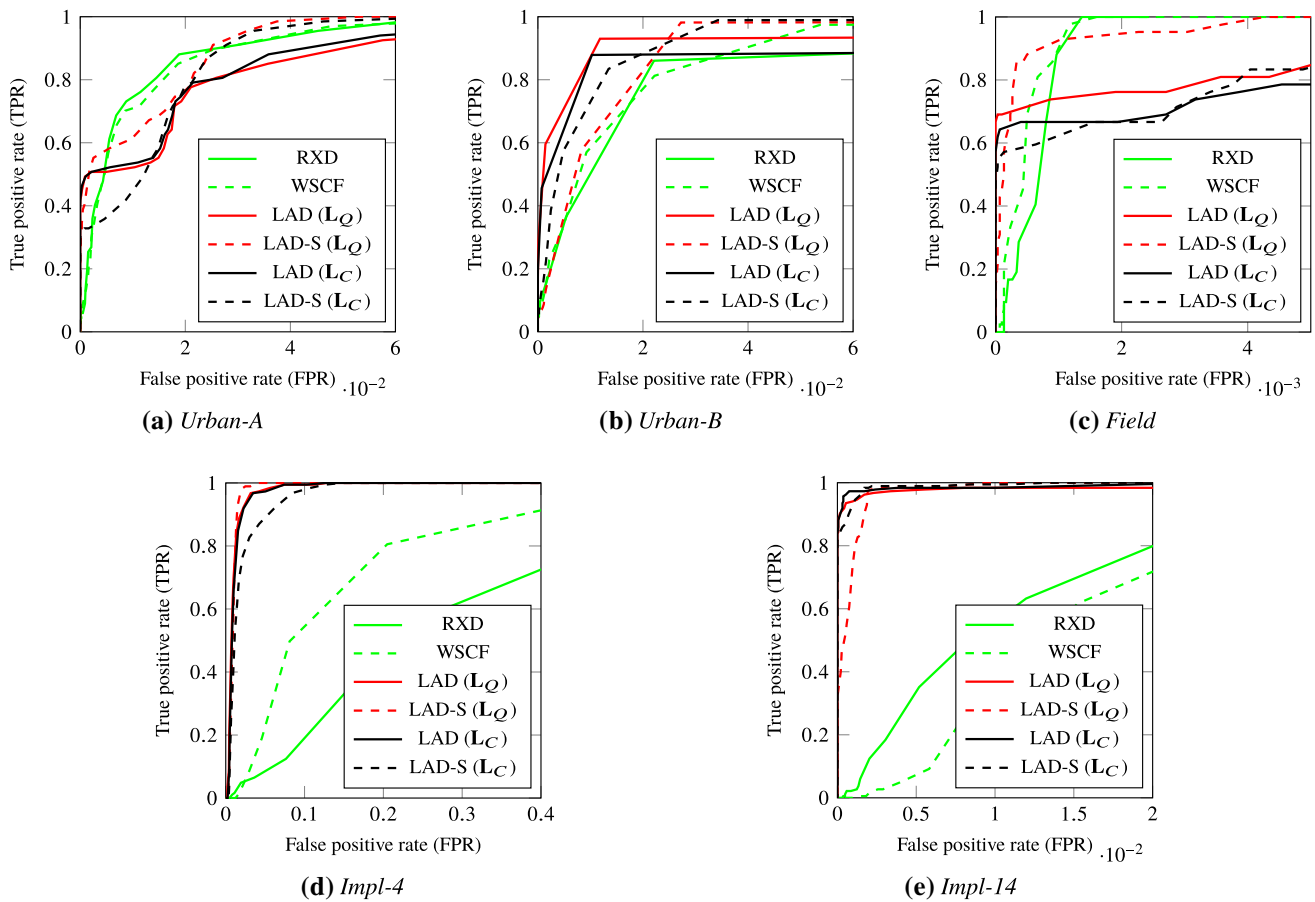 True positive rate (TPR)
1
0.8
0.6
0.4
0.2
0
RXD
WSCF
LAD (L_Q)
LAD-S (L_Q)
LAD (L_C)
LAD-S (L_C)
0 2 4 6
False positive rate (FPR) ·10⁻²
(a) Urban-A
True positive rate (TPR)
1
0.8
0.6
0.4
0.2
0
RXD
WSCF
LAD (L_Q)
LAD-S (L_Q)
LAD (L_C)
LAD-S (L_C)
0 2 4 6
False positive rate (FPR) ·10⁻²
(b) Urban-B
True positive rate (TPR)
1
0.8
0.6
0.4
0.2
0
RXD
WSCF
LAD (L_Q)
LAD-S (L_Q)
LAD (L_C)
LAD-S (L_C)
0 2 4
False positive rate (FPR) ·10⁻³
(c) Field
True positive rate (TPR)
1
0.8
0.6
0.4
0.2
0
RXD
WSCF
LAD (L_Q)
LAD-S (L_Q)
LAD (L_C)
LAD-S (L_C)
0 0.1 0.2 0.3 0.4
False positive rate (FPR)
(d) Impl-4
True positive rate (TPR)
1
0.8
0.6
0.4
0.2
0
RXD
WSCF
LAD (L_Q)
LAD-S (L_Q)
LAD (L_C)
LAD-S (L_C)
0 0.5 1 1.5 2
False positive rate (FPR) ·10⁻²
(e) Impl-14